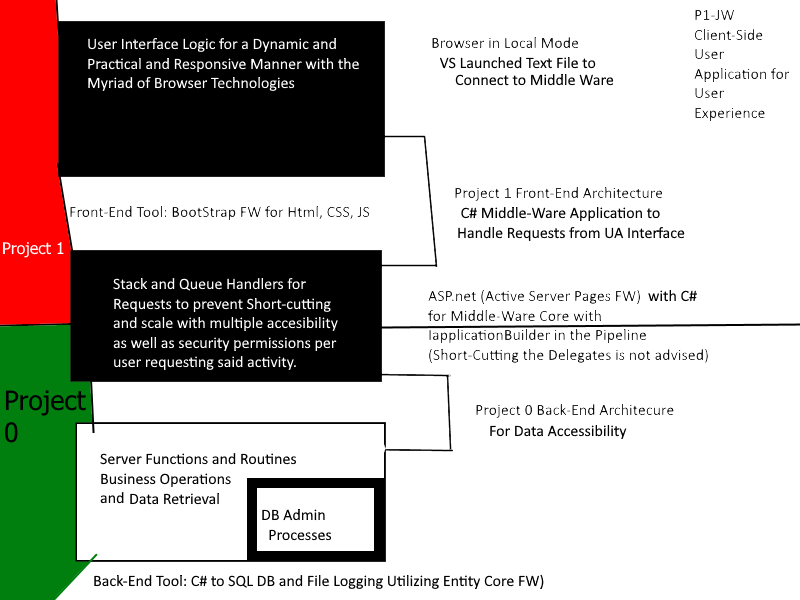 User Interface Logic for a Dynamic and
Practical and Responsive Manner with the
Myriad of Browser Technologies
Browser in Local Mode
VS Launched Text File to
Connect to Middle Ware
P1-JW
Client-Side
User
Application for
User
Experience
Front-End Tool: BootStrap FW for Html, CSS, JS
Project 1 Front-End Architecture
C# Middle-Ware Application to
Handle Requests from UA Interface
Project 1
Stack and Queue Handlers for
Requests to prevent Short-cutting
and scale with multiple accesibility
as well as security permissions per
user requesting said activity.
ASP.net (Active Server Pages FW) with C#
for Middle-Ware Core with
IapplicationBuilder in the Pipeline
(Short-Cutting the Delegates is not advised)
Project
0
Project 0 Back-End Architecure
For Data Accessibility
Server Functions and Routines
Business Operations
and Data Retrieval
DB Admin
Processes
Back-End Tool: C# to SQL DB and File Logging Utilizing Entity Core FW)